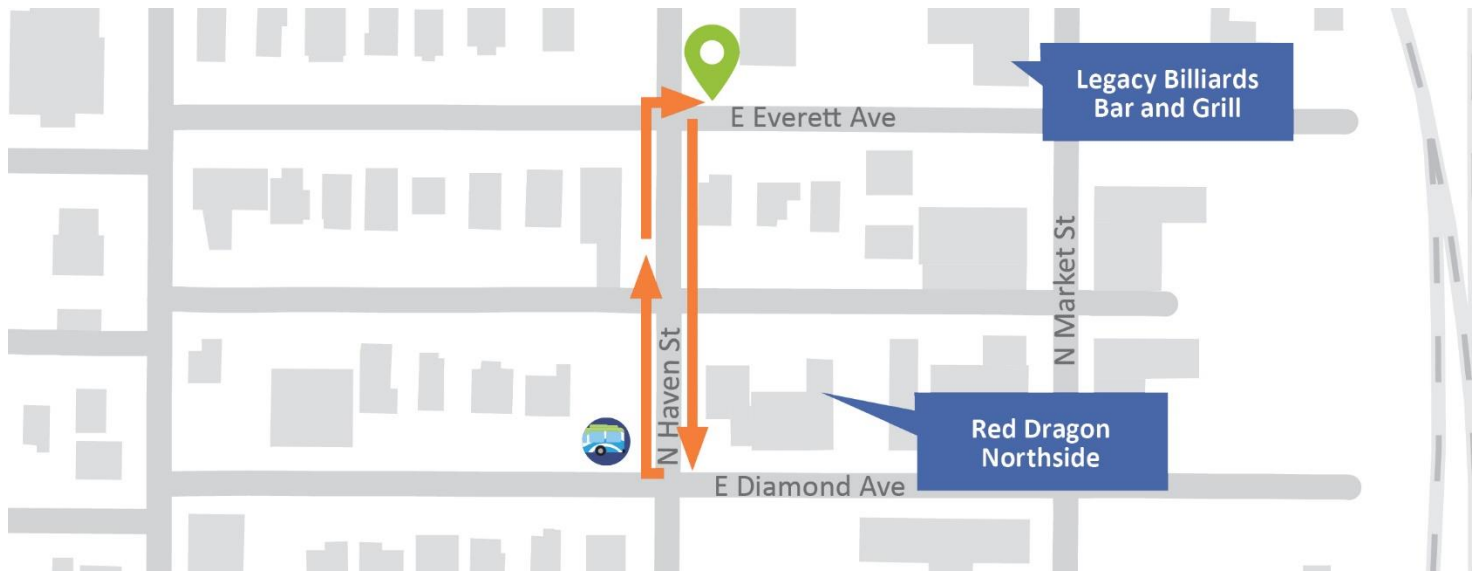 Legacy Billiards
Bar and Grill
E Everett Ave
N Market St
N Haven St
Red Dragon
Northside
E Diamond Ave